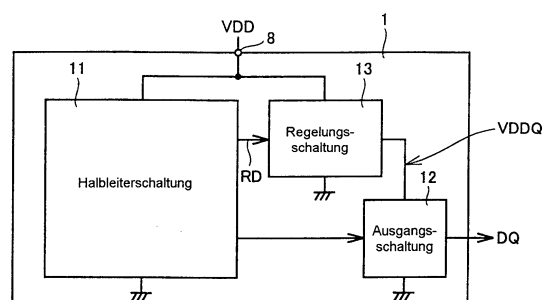 VDD
8
1
11
13
Regelungs-
schaltung
VDDQ
Halbleiterschaltung
RD
12
Ausgangs-
schaltung
DQ